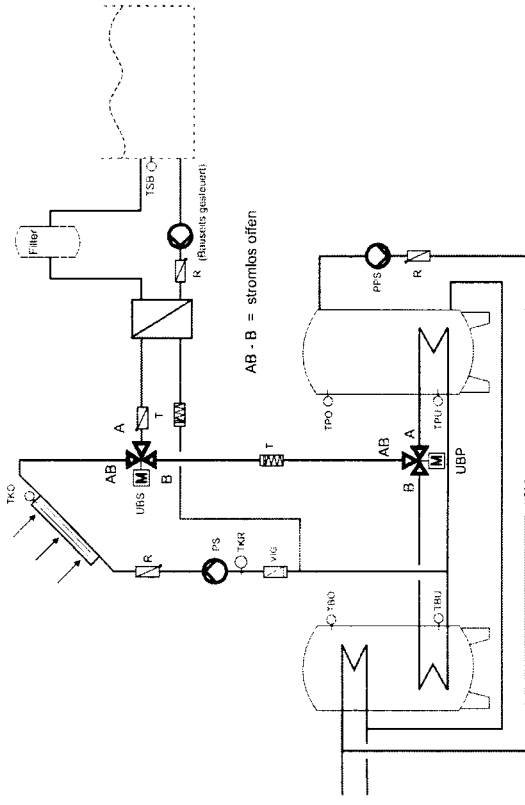 Filter
TSB
R
(Bauseits gesteuert)
AB - B = stromlos offen
A
T
AB
M
UBS
B
TKO
R
PS
TKR
VIG
T
AB
A
B
M
UBP
TPO
TPU
PPS
R
TBO
TBU